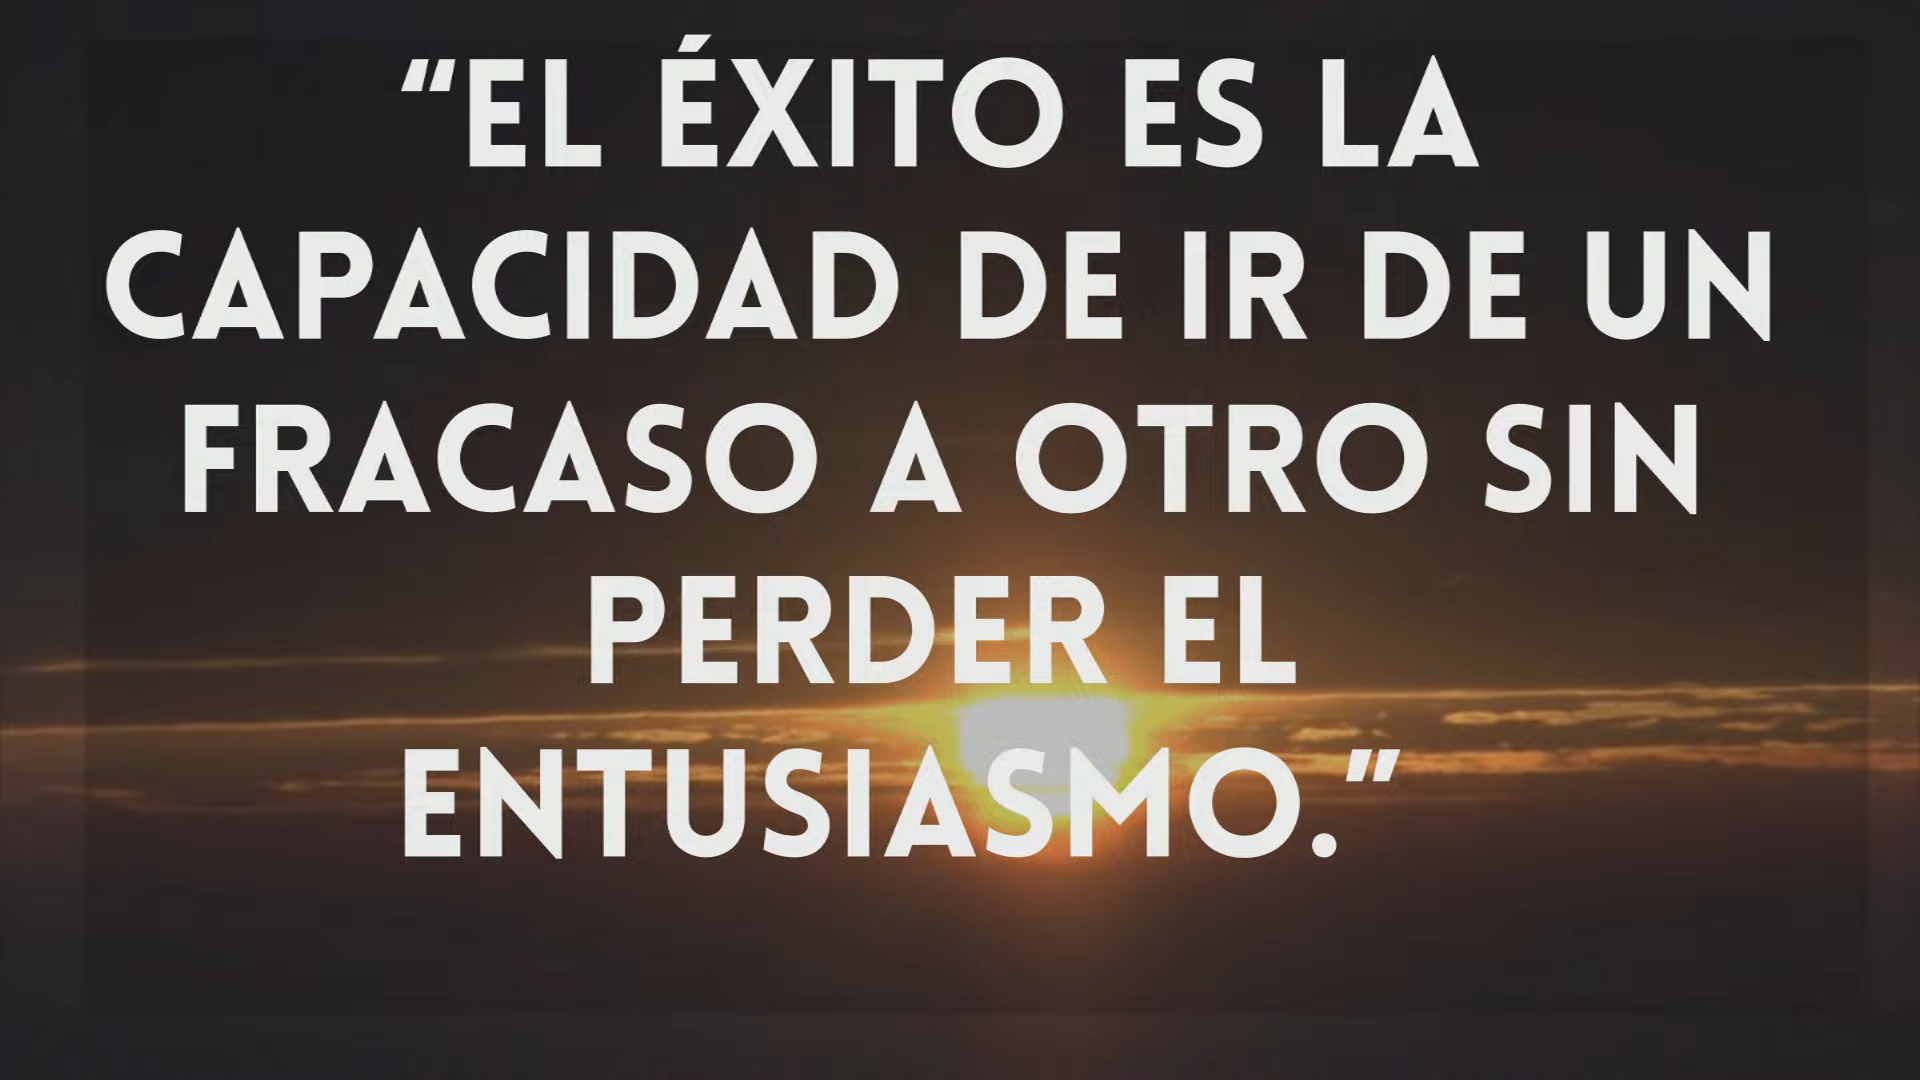 “EL ÉXITO ES LA
CAPACIDAD DE IR DE UN
FRACASO A OTRO SIN
PERDER EL
ENTUSIASMO.”